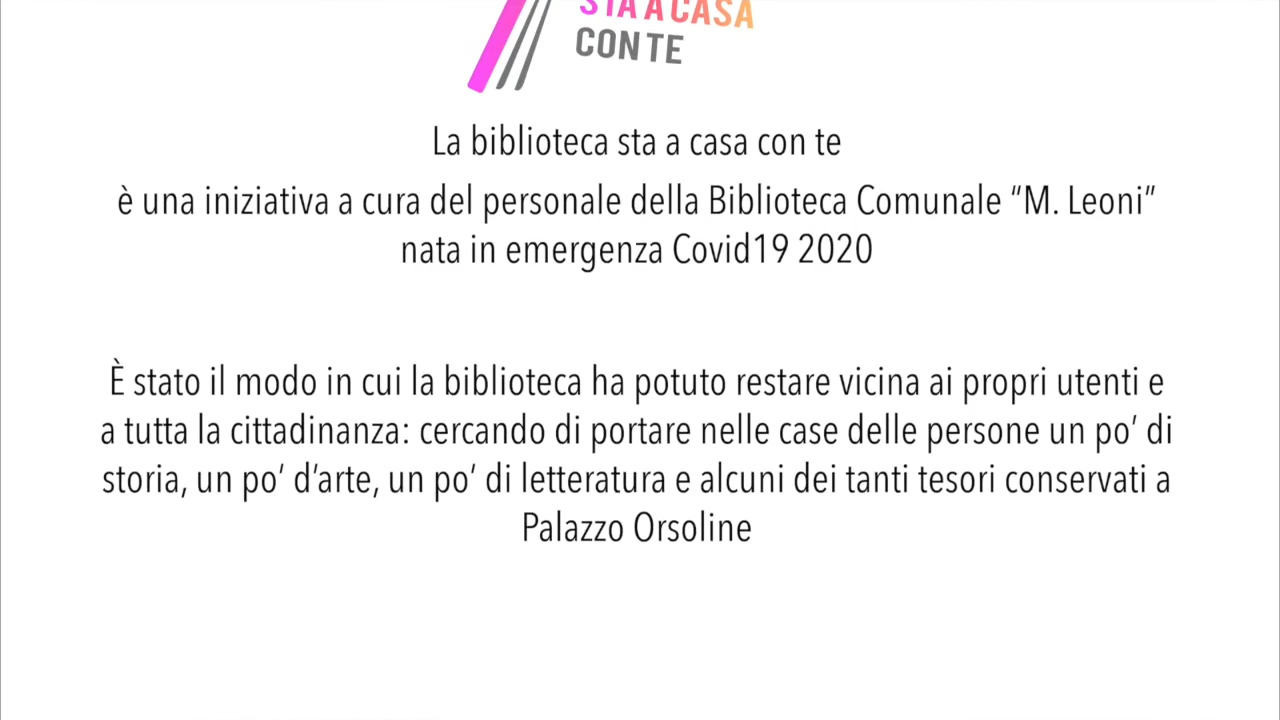 STA A CASA
CON TE
La biblioteca sta a casa con te
è una iniziativa a cura del personale della Biblioteca Comunale “M. Leoni”
nata in emergenza Covid19 2020
È stato il modo in cui la biblioteca ha potuto restare vicina ai propri utenti e
a tutta la cittadinanza: cercando di portare nelle case delle persone un po’ di
storia, un po’ d’arte, un po’ di letteratura e alcuni dei tanti tesori conservati a
Palazzo Orsoline